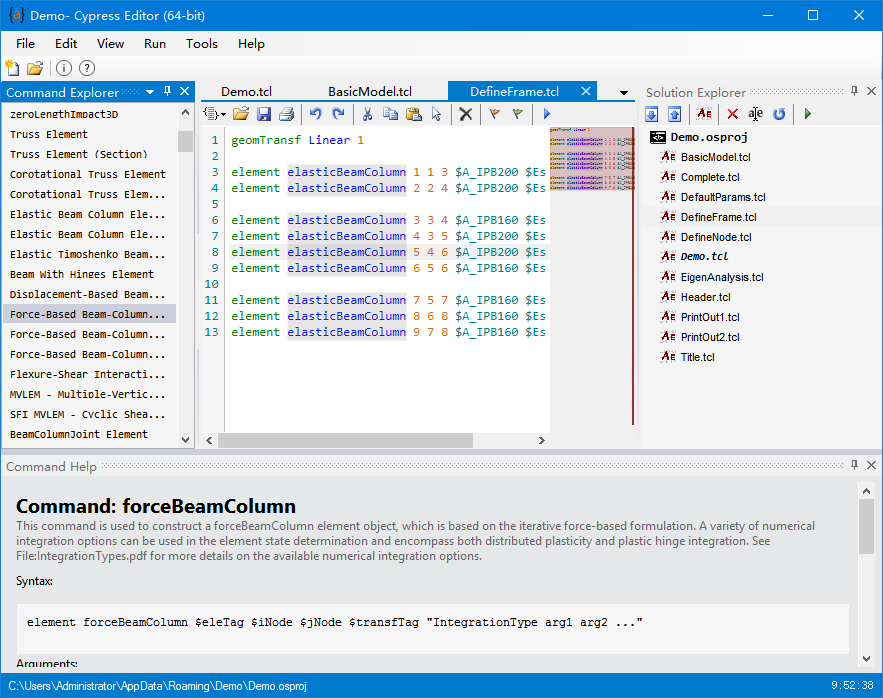 Demo- Cypress Editor (64-bit)
File Edit View Run Tools Help
Command Explorer
zeroLengthImpact3D
Truss Element
Truss Element (Section)
Corotational Truss Element
Corotational Truss Elem...
Elastic Beam Column Ele...
Elastic Beam Column Ele...
Elastic Timoshenko Beam...
Beam With Hinges Element
Displacement-Based Beam...
Force-Based Beam-Column...
Force-Based Beam-Column...
Force-Based Beam-Column...
Flexure-Shear Interacti...
MVLEM - Multiple-Vertic...
SFI MVLEM - Cyclic Shea...
BeamColumnJoint Element
Demo.tcl BasicModel.tcl DefineFrame.tcl
1 geomTransf Linear 1
2
3 element elasticBeamColumn 1 1 3 $A_IPB200 $Es
4 element elasticBeamColumn 2 2 4 $A_IPB200 $Es
5
6 element elasticBeamColumn 3 3 4 $A_IPB160 $Es
7 element elasticBeamColumn 4 3 5 $A_IPB200 $Es
8 element elasticBeamColumn 5 4 6 $A_IPB200 $Es
9 element elasticBeamColumn 6 5 6 $A_IPB160 $Es
10
11 element elasticBeamColumn 7 5 7 $A_IPB160 $Es
12 element elasticBeamColumn 8 6 8 $A_IPB160 $Es
13 element elasticBeamColumn 9 7 8 $A_IPB160 $Es
Solution Explorer
Demo.osproj
BasicModel.tcl
Complete.tcl
DefaultParams.tcl
DefineFrame.tcl
DefineNode.tcl
Demo.tcl
EigenAnalysis.tcl
Header.tcl
PrintOut1.tcl
PrintOut2.tcl
Title.tcl
Command Help
Command: forceBeamColumn
This command is used to construct a forceBeamColumn element object, which is based on the iterative force-based formulation. A variety of numerical
integration options can be used in the element state determination and encompass both distributed plasticity and plastic hinge integration. See
File:IntegrationTypes.pdf for more details on the available numerical integration options.
Syntax:
element forceBeamColumn $eleTag $iNode $jNode $transfTag "IntegrationType arg1 arg2 ..."
Arguments:
C:\Users\Administrator\AppData\Roaming\Demo\Demo.osproj
9:52:38